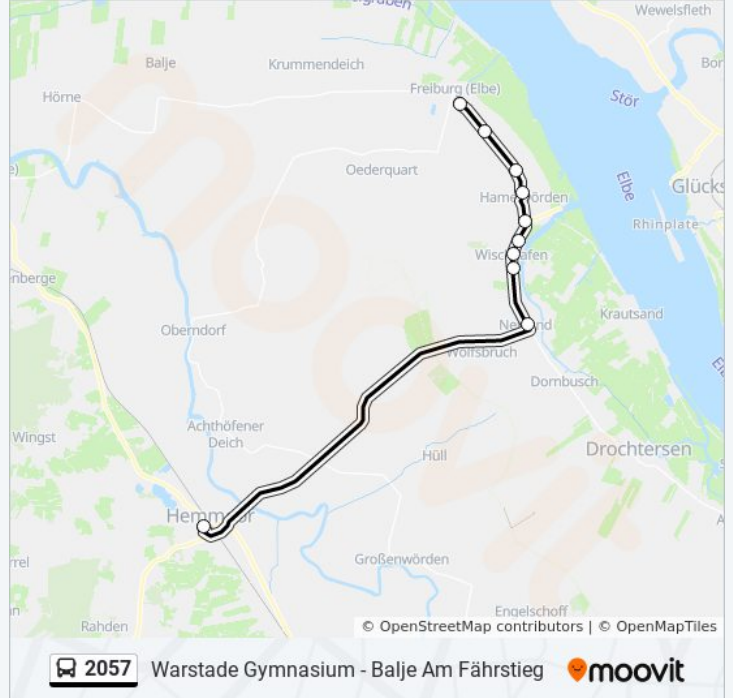 Wewelsfleth
Balje
Krummendeich
Freiburg (Elbe)
Hörne
Stör
Oederquart
Elbe
Glücks
Rhinplate
Krautsand
Oberndorf
Wolfsbruch
Dornbusch
Achthöfener
Deich
Wingst
Hüll
Drochtersen
Großenwörden
Engelschoff
Rahden
© OpenStreetMap contributors | © OpenMapTiles
2057 Warstade Gymnasium - Balje Am Fährstieg moovit